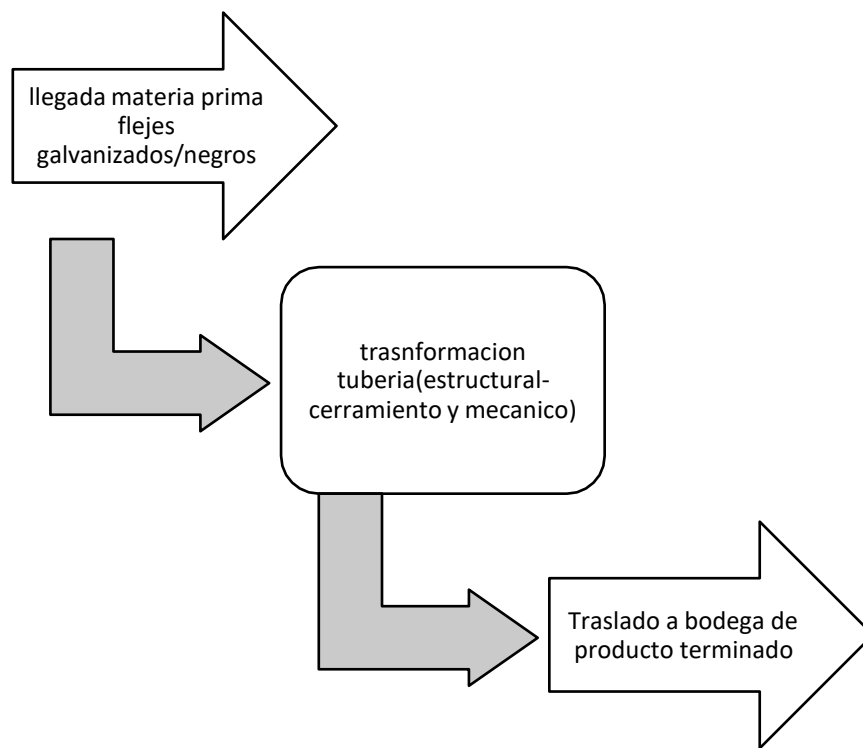 llegada materia prima
flejes
galvanizados/negros
trasnformacion
tuberia(estructural-
cerramiento y mecanico)
Traslado a bodega de
producto terminado